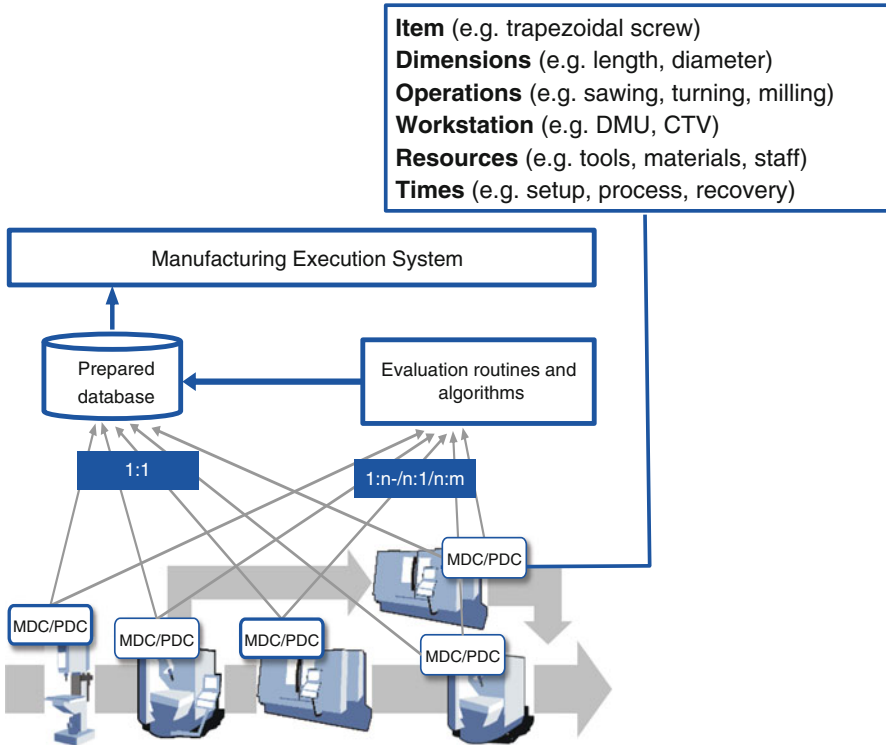 Item (e.g. trapezoidal screw)
Dimensions (e.g. length, diameter)
Operations (e.g. sawing, turning, milling)
Workstation (e.g. DMU, CTV)
Resources (e.g. tools, materials, staff)
Times (e.g. setup, process, recovery)
Manufacturing Execution System
Prepared
database
Evaluation routines and
algorithms
1:1
1:n-/n:1/n:m
MDC/PDC
MDC/PDC
MDC/PDC
MDC/PDC
MDC/PDC